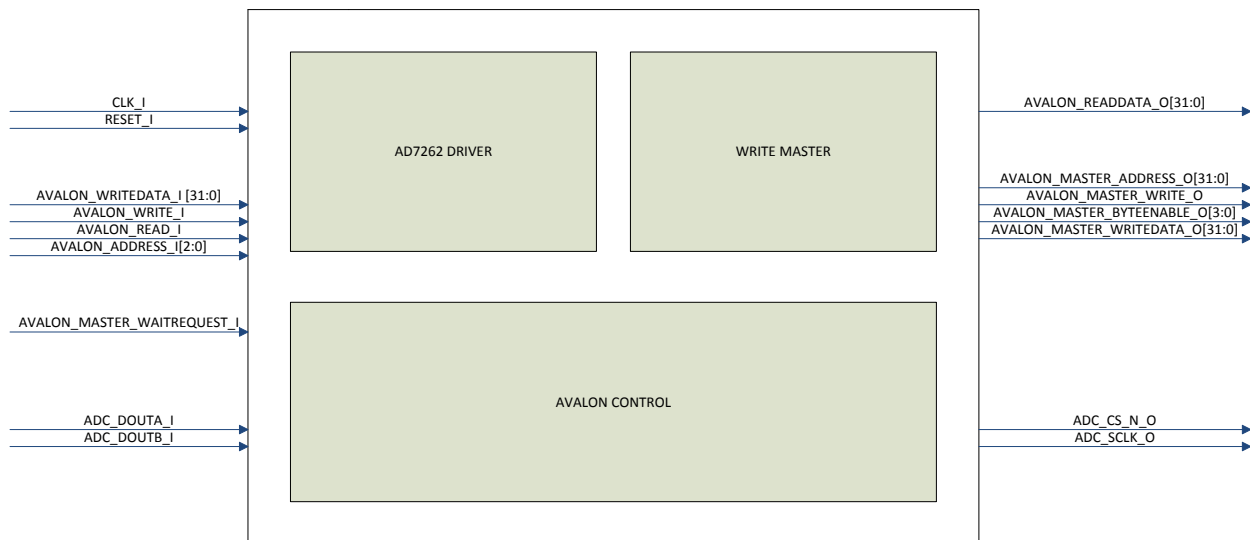 CLK_I
RESET_I
AVALON_WRITEDATA_I [31:0]
AVALON_WRITE_I
AVALON_READ_I
AVALON_ADDRESS_I[2:0]
AVALON_MASTER_WAITREQUEST_I
ADC_DOUTA_I
ADC_DOUTB_I
AD7262 DRIVER
WRITE MASTER
AVALON CONTROL
AVALON_READDATA_O[31:0]
AVALON_MASTER_ADDRESS_O[31:0]
AVALON_MASTER_WRITE_O
AVALON_MASTER_BYTEENABLE_O[3:0]
AVALON_MASTER_WRITEDATA_O[31:0]
ADC_CS_N_O
ADC_SCLK_O